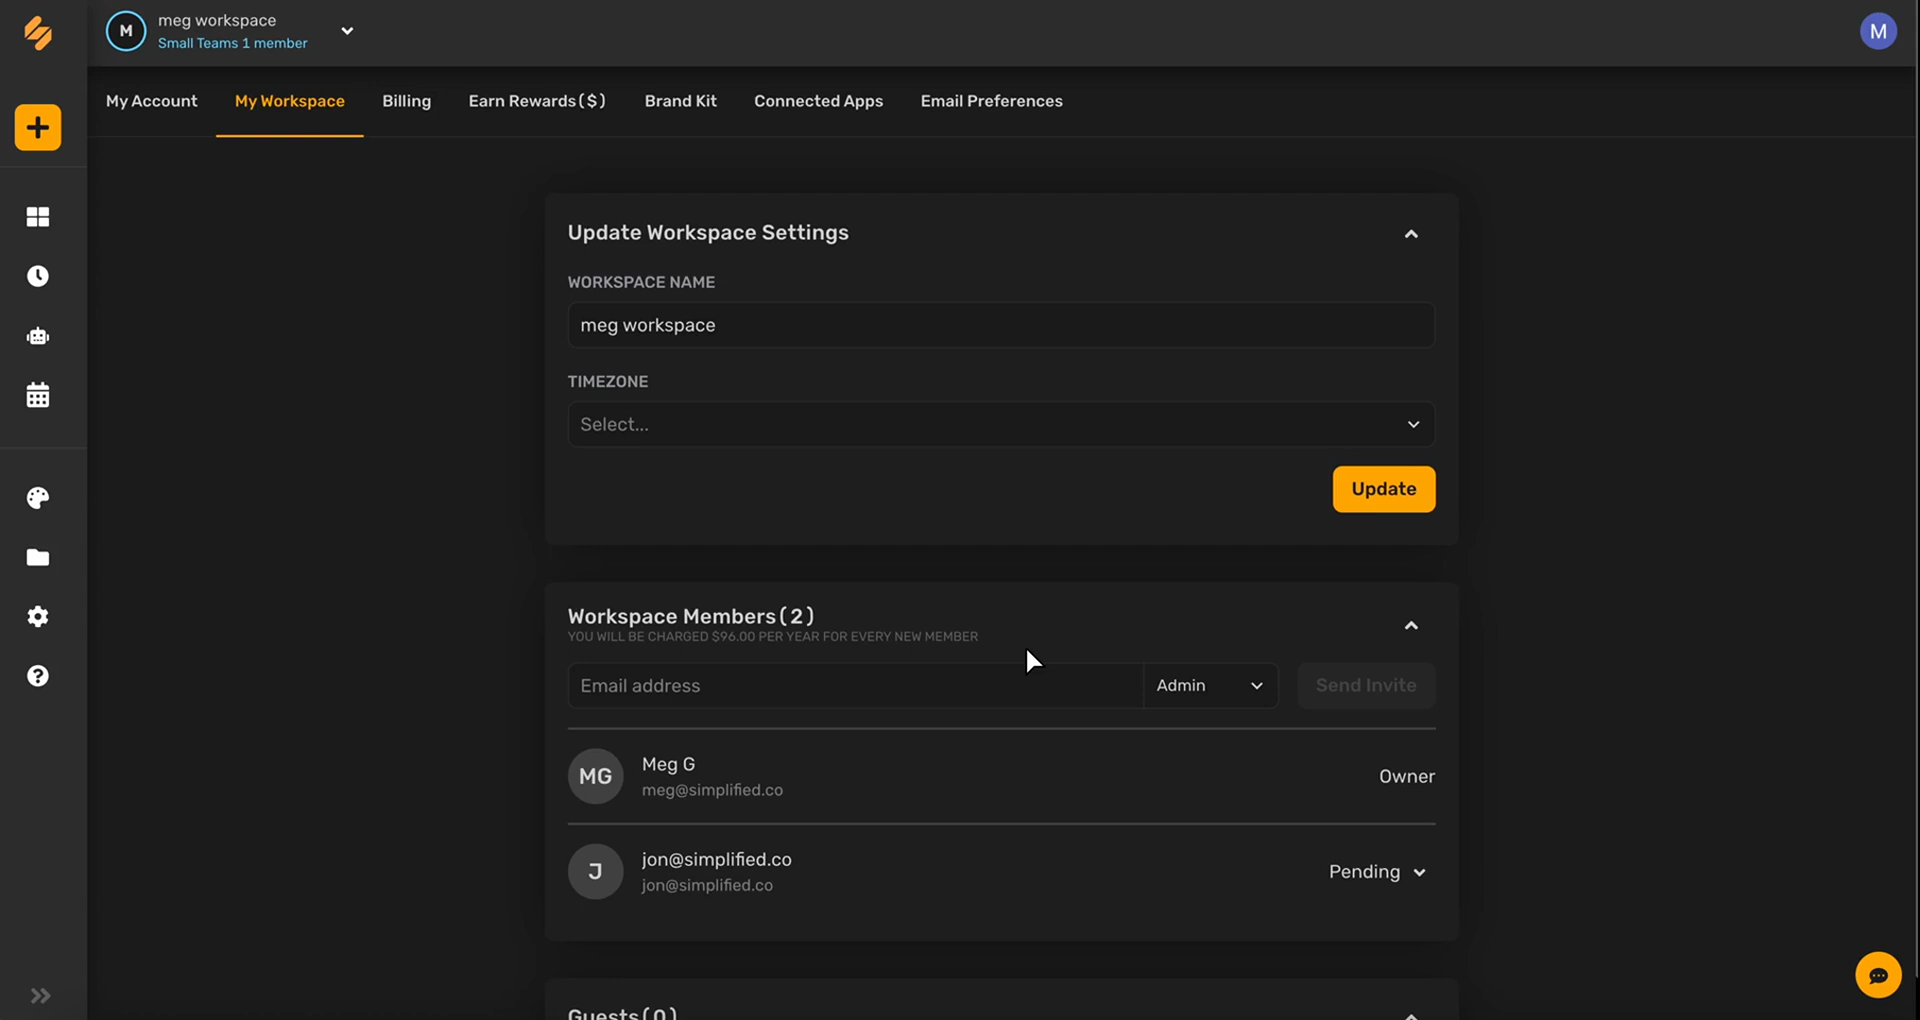 M
meg workspace
Small Teams 1 member
M
My Account
My Workspace
Billing
Earn Rewards($)
Brand Kit
Connected Apps
Email Preferences
Update Workspace Settings
WORKSPACE NAME
meg workspace
TIMEZONE
Select...
Update
Workspace Members(2)
YOU WILL BE CHARGED $96.00 PER YEAR FOR EVERY NEW MEMBER
Email address
Admin
Send Invite
MG
Meg G
meg@simplified.co
Owner
J
jon@simplified.co
jon@simplified.co
Pending
Guests(0)